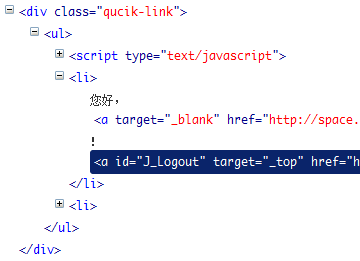 <div class="qucik-link">
<ul>
<script type="text/javascript">
<li>
您好，
<a target="_blank" href="http://space.
!
<a id="J_Logout" target="_top" href="h
</li>
<li>
</ul>
</div>